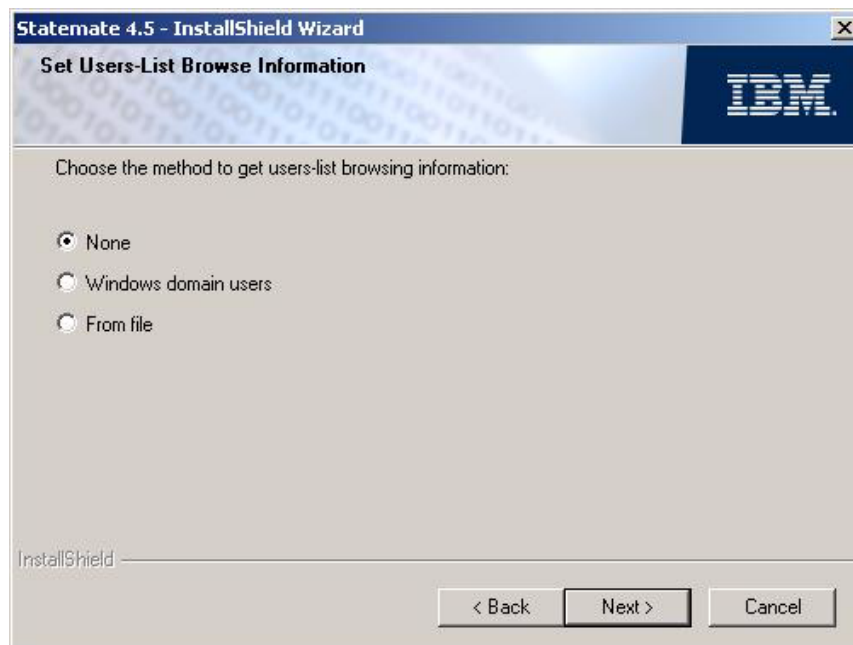 Statemate 4.5 - InstallShield Wizard
Set Users-List Browse Information
IBM.
Choose the method to get users-list browsing information:
None
Windows domain users
From file
InstallShield
< Back Next > Cancel